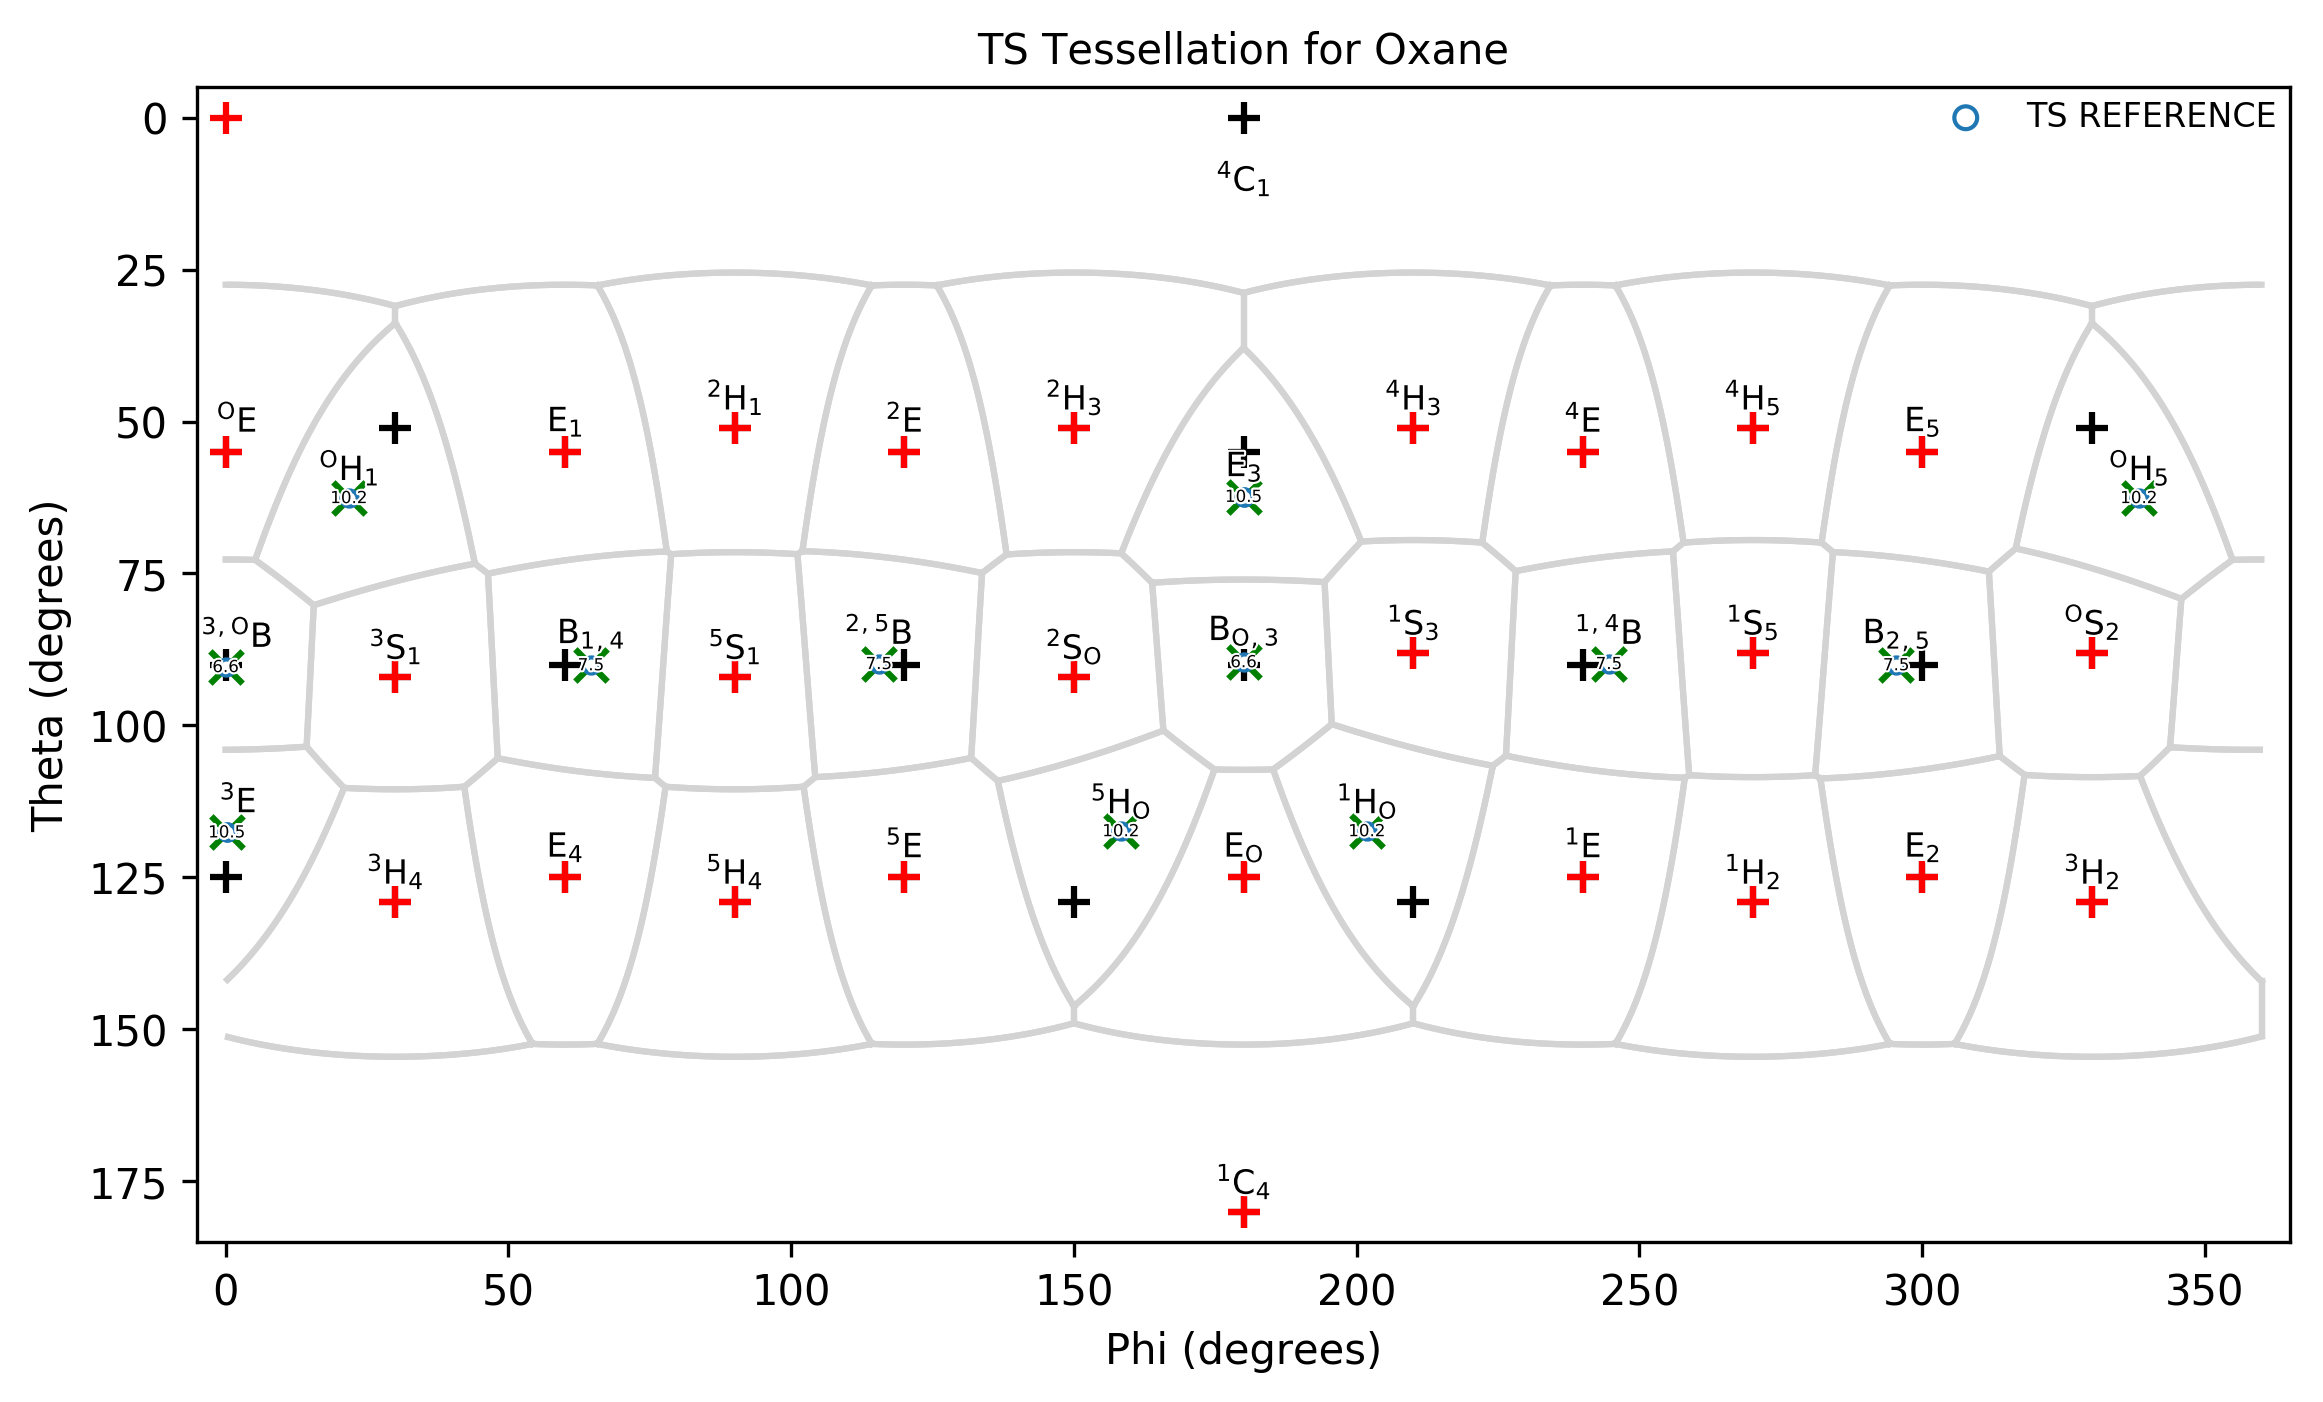 TS Tessellation for Oxane
0
TS REFERENCE
⁴C₁
25
50
ᴼE
ᴼH₁
10.2
E₁
²H₁
²E
²H₃
E₃
10.5
⁴H₃
⁴E
⁴H₅
E₅
ᴼH₅
10.2
75
³,ᴼB
6.6
³S₁
B₁,₄
7.5
⁵S₁
²,⁵B
7.5
²Sₒ
Bₒ,₃
6.6
¹S₃
¹,⁴B
7.5
¹S₅
B₂,₅
7.5
ᴼS₂
100
³E
10.5
⁵Hₒ
10.2
¹Hₒ
10.2
125
³H₄
E₄
⁵H₄
⁵E
Eₒ
¹E
¹H₂
E₂
³H₂
150
175
¹C₄
Theta (degrees)
0 50 100 150 200 250 300 350
Phi (degrees)